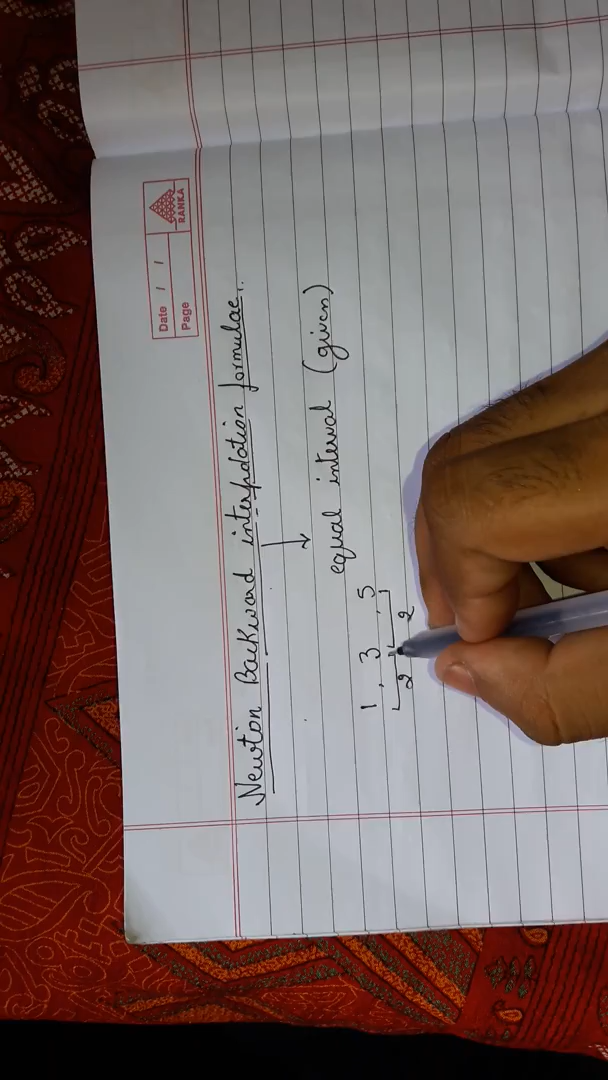 RANKA
Date / /
Page
Newton Backward interpolation formulae..
↓
equal interval (given)
1, 3, 5
2 2